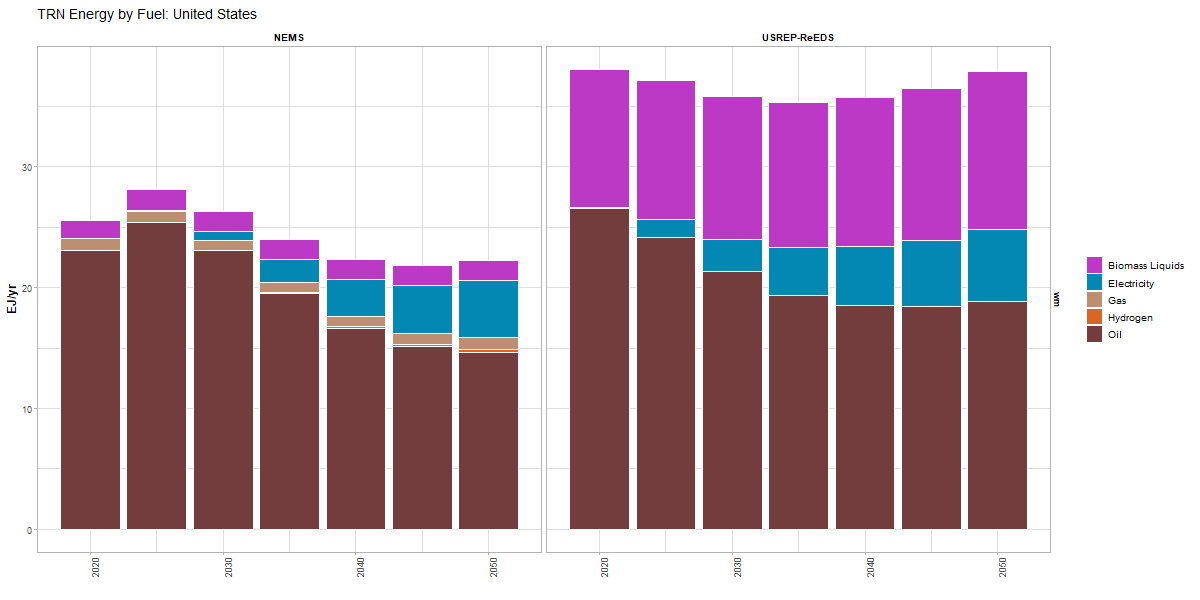 TRN Energy by Fuel: United States
NEMS
USREP-ReEDS
EJ/yr
30
20
10
0
2020
2030
2040
2050
2020
2030
2040
2050
wm
Biomass Liquids
Electricity
Gas
Hydrogen
Oil